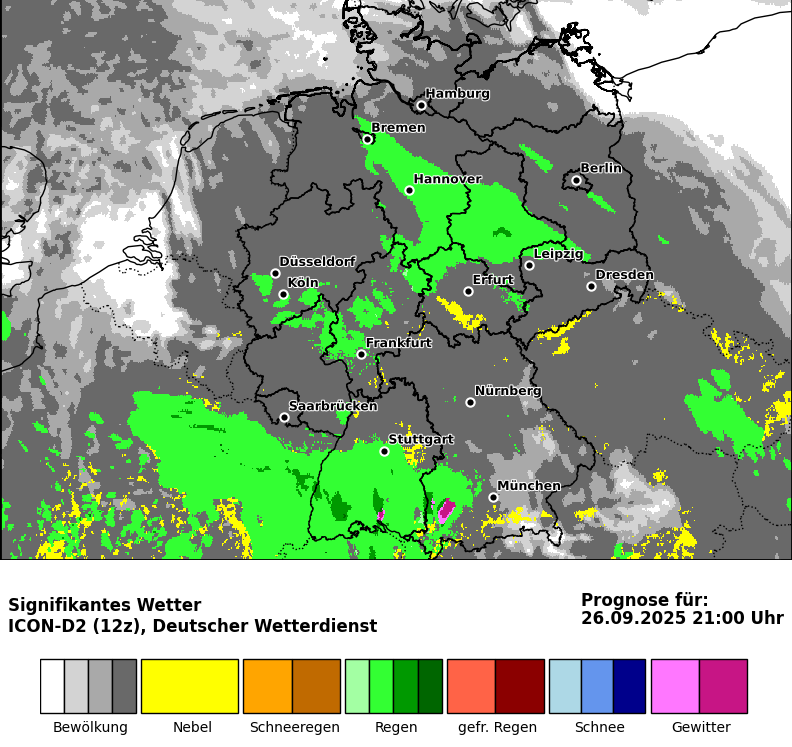 Hamburg
Bremen
Berlin
Hannover
Düsseldorf
Leipzig
Köln
Erfurt
Dresden
Frankfurt
Nürnberg
Saarbrücken
Stuttgart
München
Signifikantes Wetter
ICON-D2 (12z), Deutscher Wetterdienst
Prognose für:
26.09.2025 21:00 Uhr
Bewölkung Nebel Schneeregen Regen gefr. Regen Schnee Gewitter